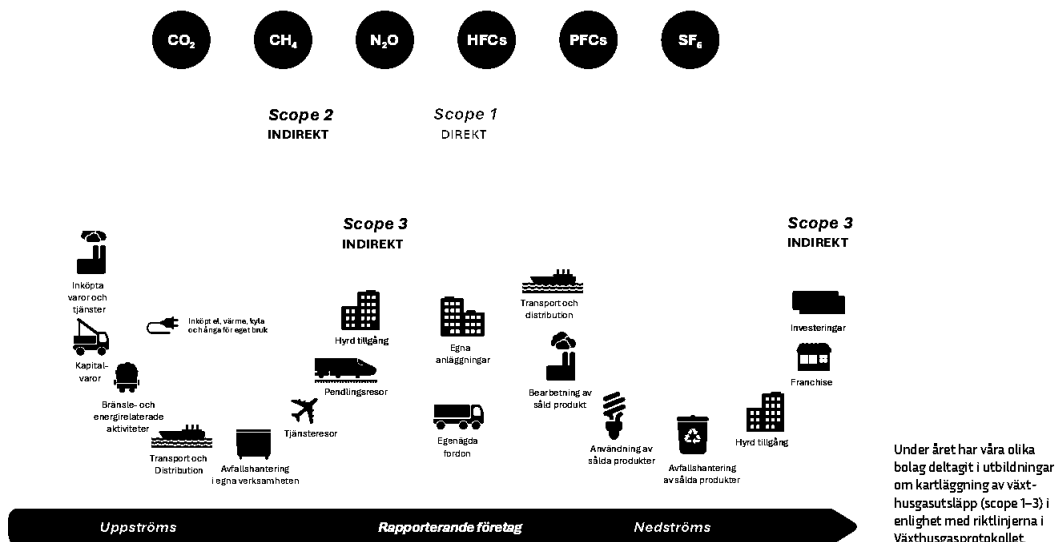 CO₂ CH₄ N₂O HFCs PFCs SF₆
Scope 2
INDIREKT
Scope 1
DIREKT
Scope 3
INDIREKT
Scope 3
INDIREKT
Inköpta
varor och
tjänster
Inköpt el, värme, kyla
och ånga för eget bruk
Kapital-
varor
Bränsle- och
energirelaterade
aktiviteter
Transport och
Distribution
Avfallshantering
i egna verksamheten
Tjänsteresor
Pendlingsresor
Hyrd tillgång
Egna
anläggningar
Egenägda
fordon
Transport och
distribution
Bearbetning av
såld produkt
Användning av
sålda produkter
Avfallshantering
av sålda produkter
Hyrd tillgång
Franchise
Investeringar
Uppströms
Rapporterande företag
Nedströms
Under året har våra olika
bolag deltagit i utbildningar
om kartläggning av växt-
husgasutsläpp (scope 1–3) i
enlighet med riktlinjerna i
Växthusgasprotokollet.